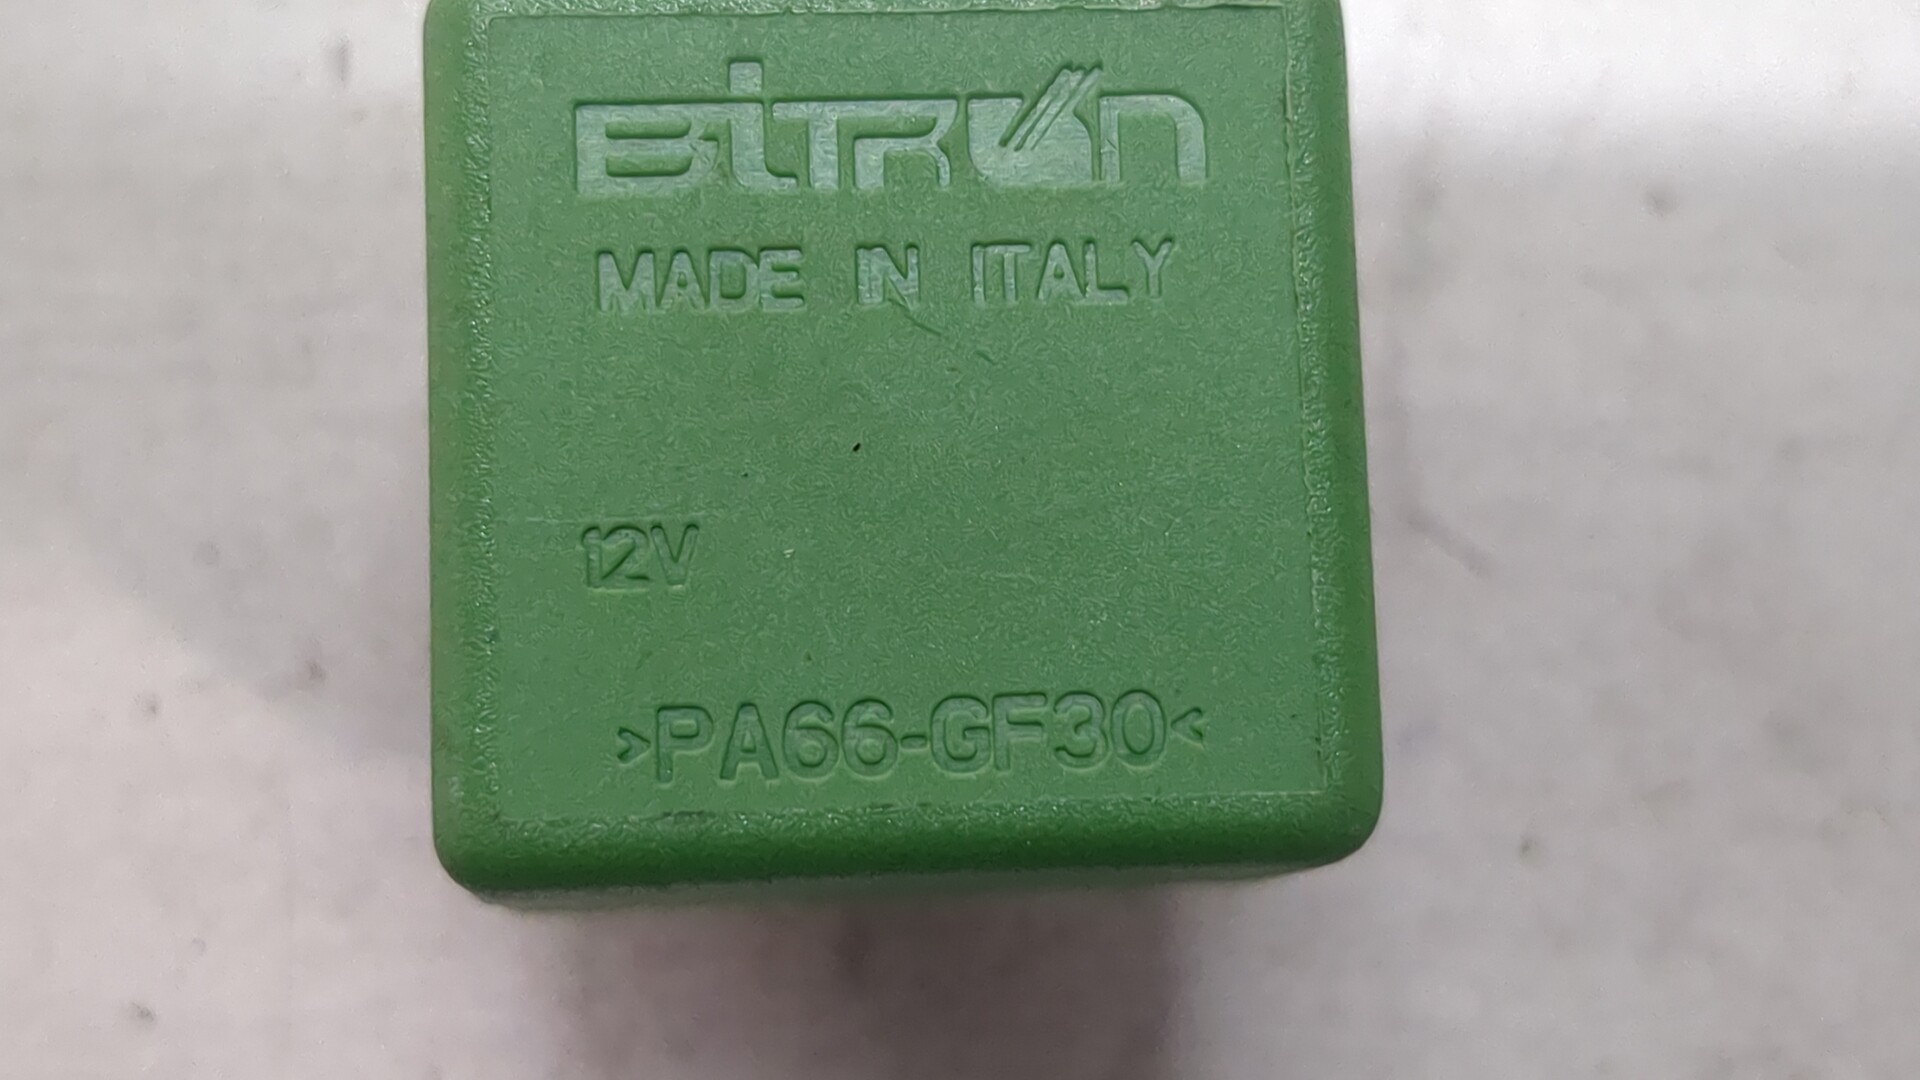 BiTRON
MADE IN ITALY
12V
>PA66-GF30<